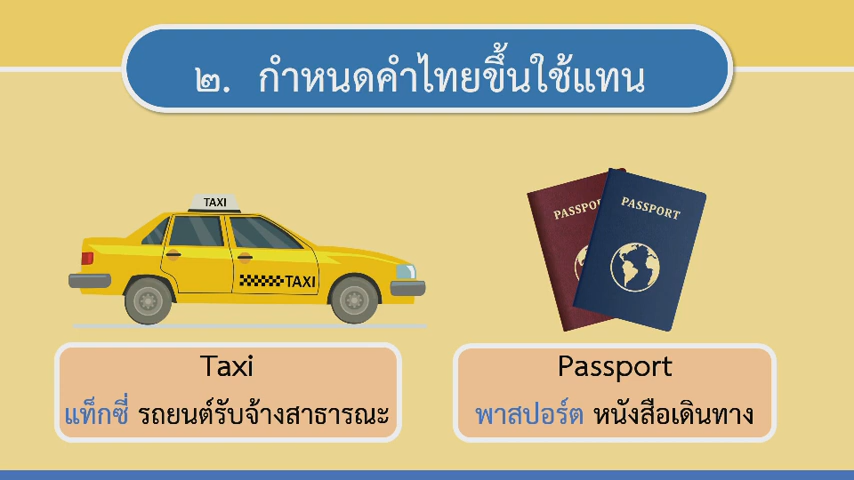 ๒. กำหนดคำไทยขึ้นใช้แทน
TAXI
TAXI
PASSPORT
Taxi
แท็กซี่ รถยนต์รับจ้างสาธารณะ
Passport
พาสปอร์ต หนังสือเดินทาง